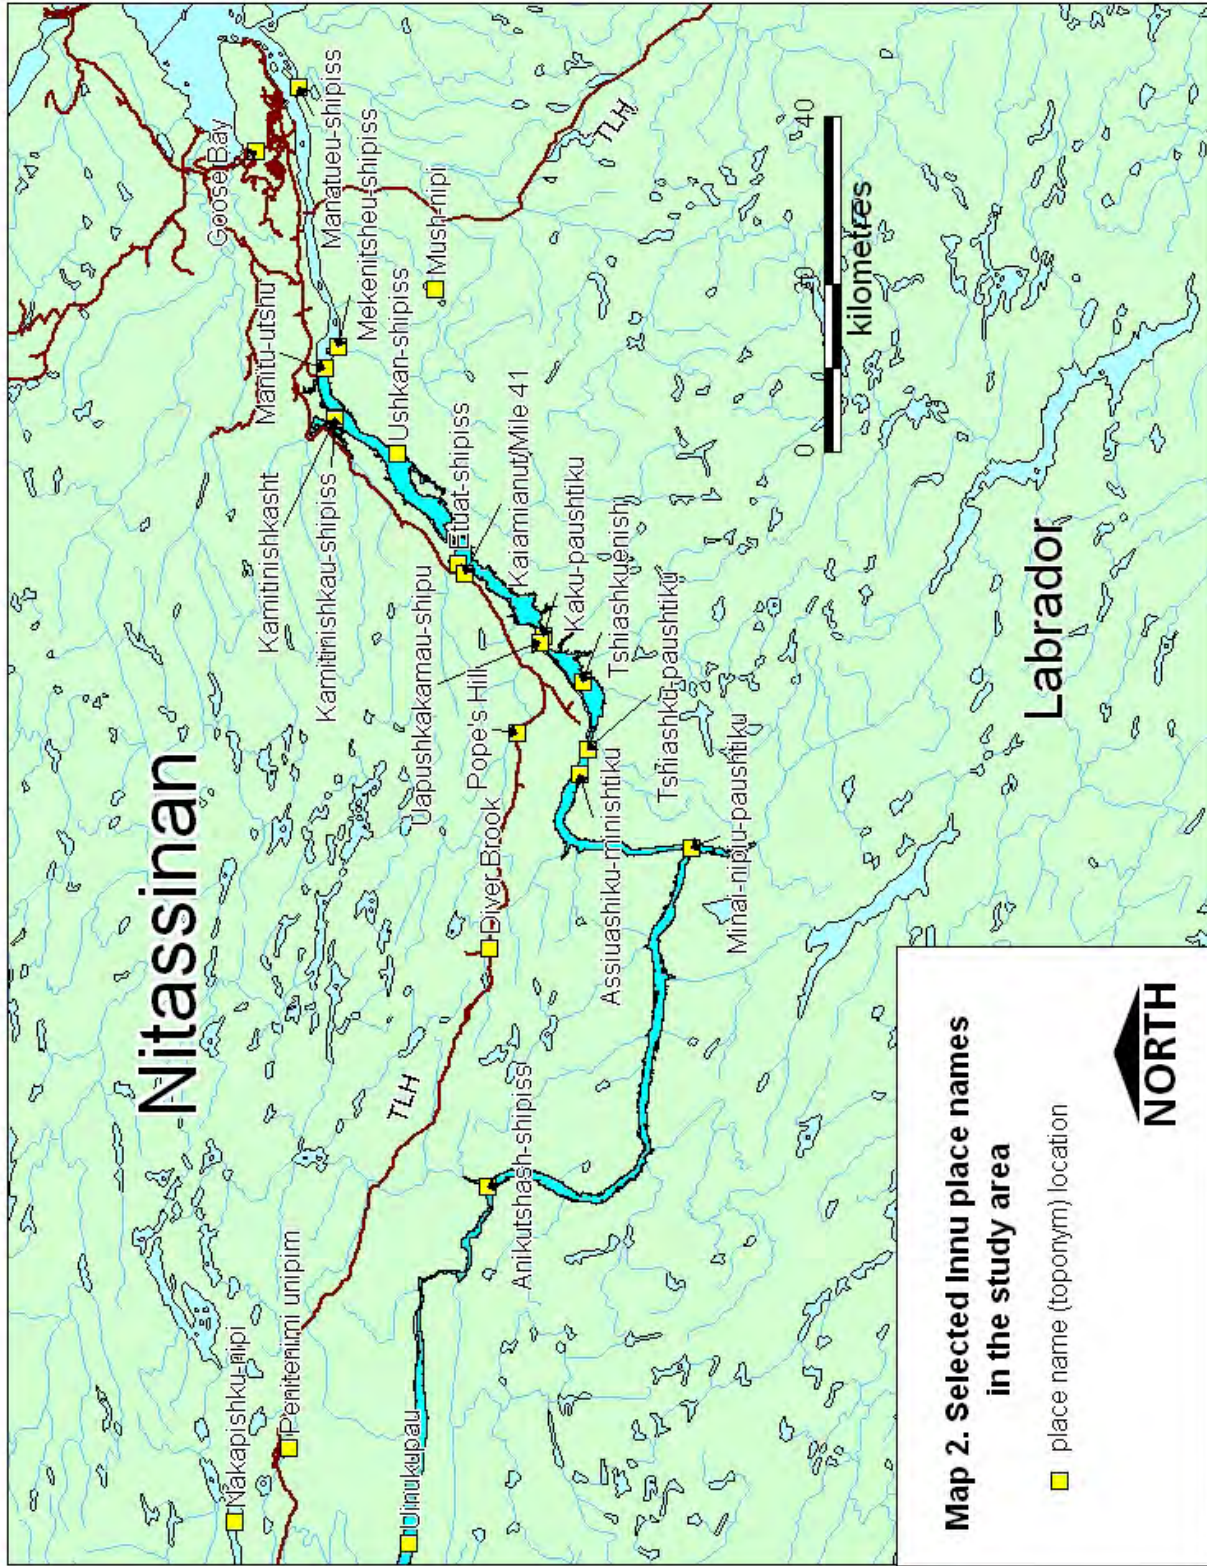 Nitassinan
Labrador
Goose Bay
Manatueu-shipiss
Mekenitsheu-shipiss
Mush-nipi
TLH
Manitu-utshu
Ushkan-shipiss
Kamitinishkasht
Kamitinishkau-shipiss
Etuat-shipiss
Kaiamianut/Mile 41
Uapushkakamau-shipu
Kaku-paushtiku
Tshiashkuenish
Pope's Hill
Tshiashku-paushtiku
Diver Brook
Assiuashiku-minishtiku
Minai-nipiu-paushtiku
TLH
Anikutshash-shipiss
Penitenimi unipim
Nakapishku-nipi
Uinukupau
0
40
kilometres
Map 2. Selected Innu place names
in the study area
place name (toponym) location
NORTH